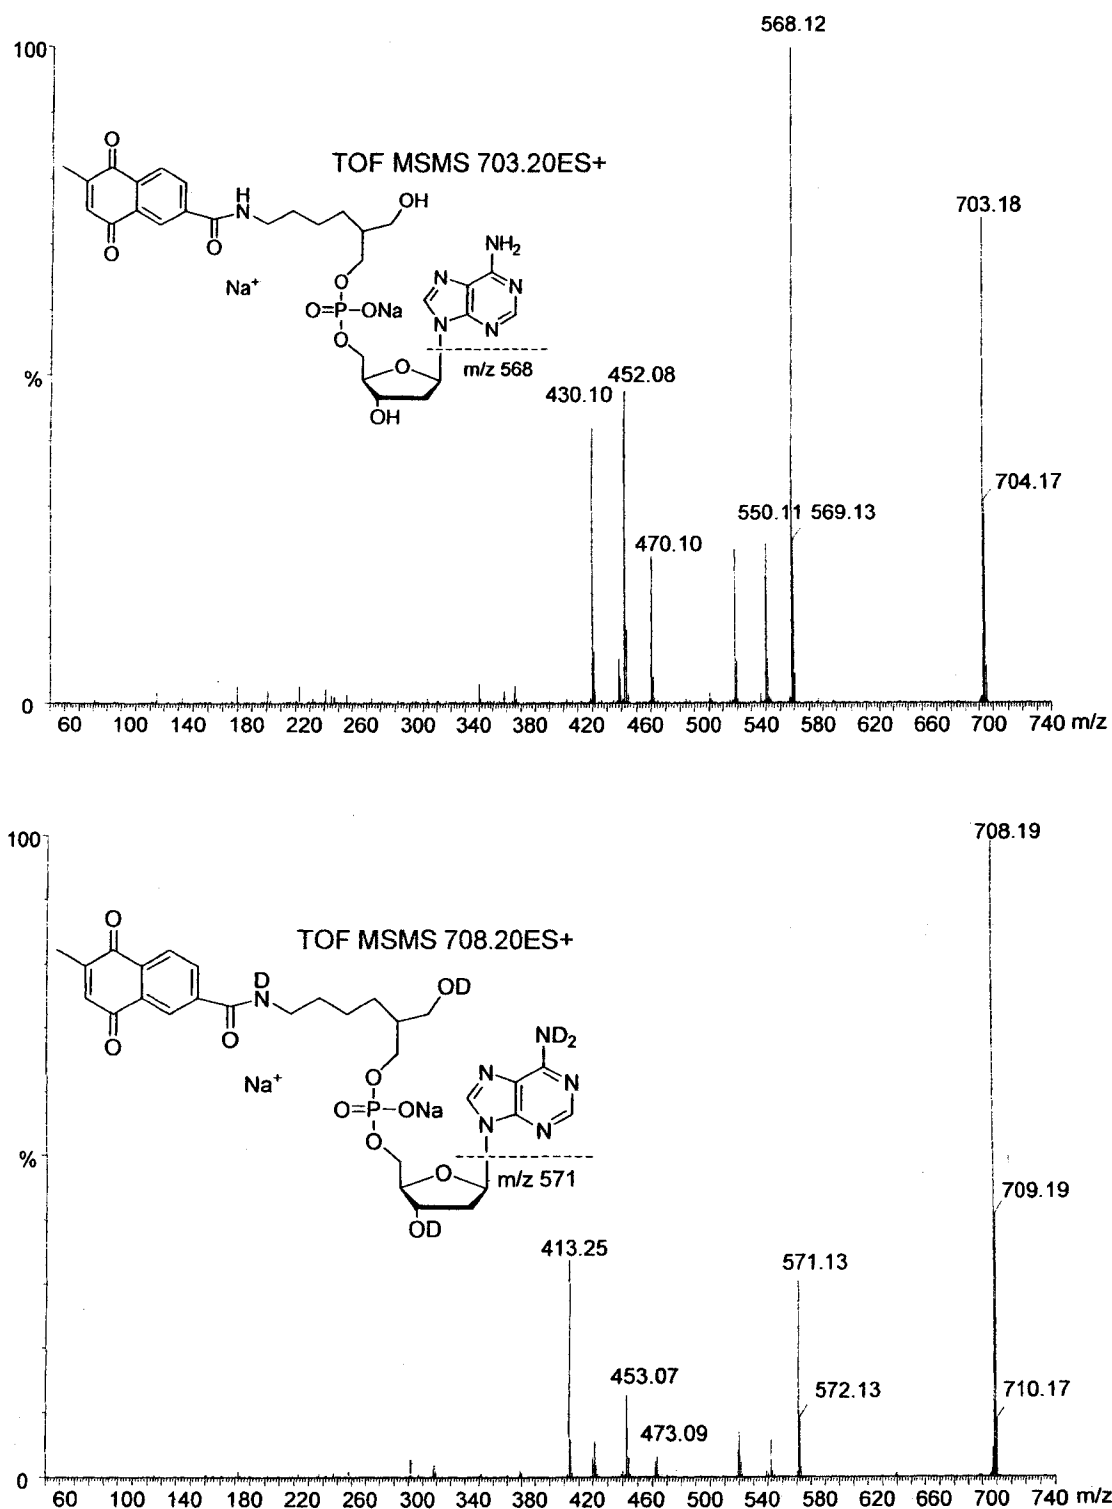 568.12
100
TOF MSMS 703.20ES+
O
H
N
OH
703.18
O
O
NH2
Na+
O
N
N
O=P–ONa
N
N
O
O
m/z 568
%
452.08
430.10
OH
704.17
550.11
569.13
470.10
0
60 100 140 180 220 260 300 340 380 420 460 500 540 580 620 660 700 740 m/z
100
708.19
TOF MSMS 708.20ES+
O
D
N
OD
O
O
ND2
Na+
O
N
N
O=P–ONa
N
N
O
O
m/z 571
%
709.19
OD
413.25
571.13
453.07
572.13
710.17
473.09
0
60 100 140 180 220 260 300 340 380 420 460 500 540 580 620 660 700 740 m/z